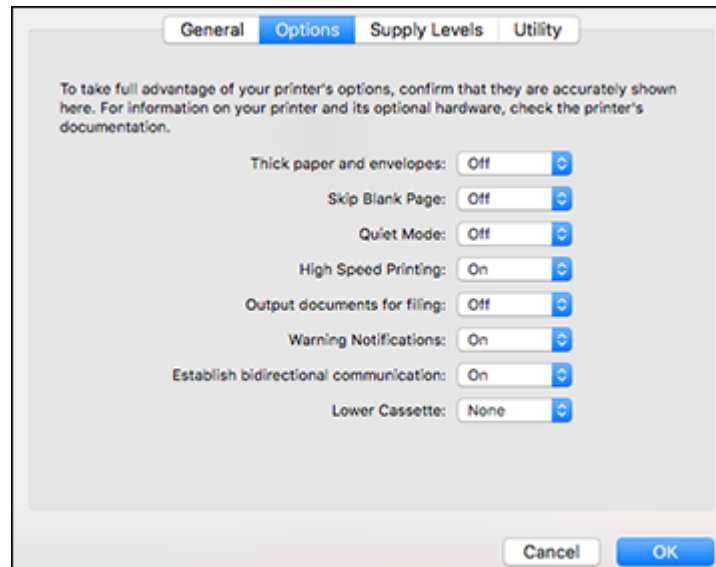 General Options Supply Levels Utility
To take full advantage of your printer's options, confirm that they are accurately shown
here. For information on your printer and its optional hardware, check the printer's
documentation.
Thick paper and envelopes: Off
Skip Blank Page: Off
Quiet Mode: Off
High Speed Printing: On
Output documents for filing: Off
Warning Notifications: On
Establish bidirectional communication: On
Lower Cassette: None
Cancel OK